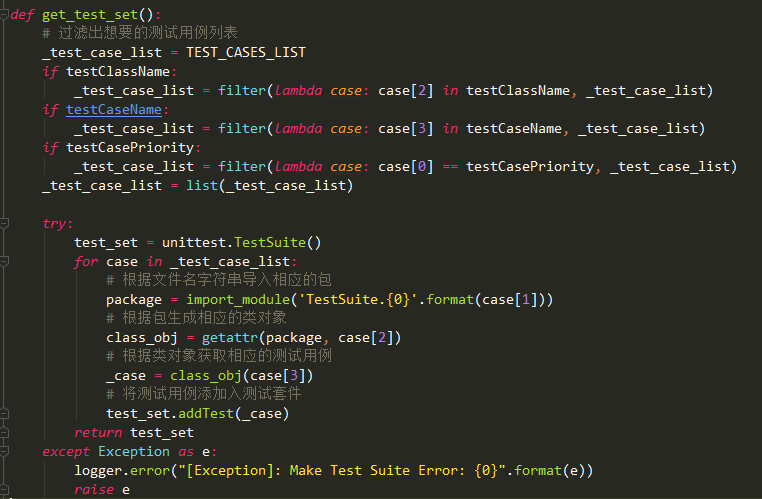 def get_test_set():
    # 过滤出想要的测试用例列表
    _test_case_list = TEST_CASES_LIST
    if testClassName:
        _test_case_list = filter(lambda case: case[2] in testClassName, _test_case_list)
    if testCaseName:
        _test_case_list = filter(lambda case: case[3] in testCaseName, _test_case_list)
    if testCasePriority:
        _test_case_list = filter(lambda case: case[0] == testCasePriority, _test_case_list)
    _test_case_list = list(_test_case_list)

    try:
        test_set = unittest.TestSuite()
        for case in _test_case_list:
            # 根据文件名字符串导入相应的包
            package = import_module('TestSuite.{0}'.format(case[1]))
            # 根据包生成相应的类对象
            class_obj = getattr(package, case[2])
            # 根据类对象获取相应的测试用例
            _case = class_obj(case[3])
            # 将测试用例添加入测试套件
            test_set.addTest(_case)
        return test_set
    except Exception as e:
        logger.error("[Exception]: Make Test Suite Error: {0}".format(e))
        raise e